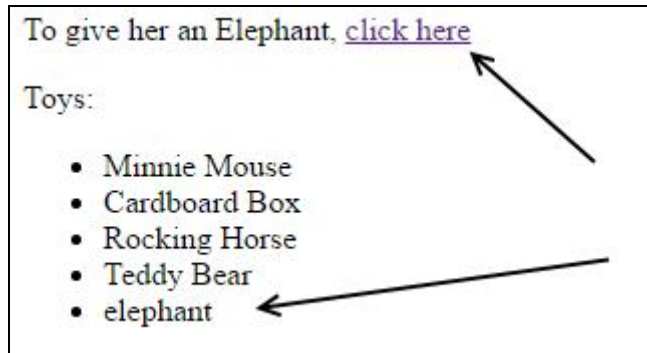 To give her an Elephant, click here
Toys:
• Minnie Mouse
• Cardboard Box
• Rocking Horse
• Teddy Bear
• elephant